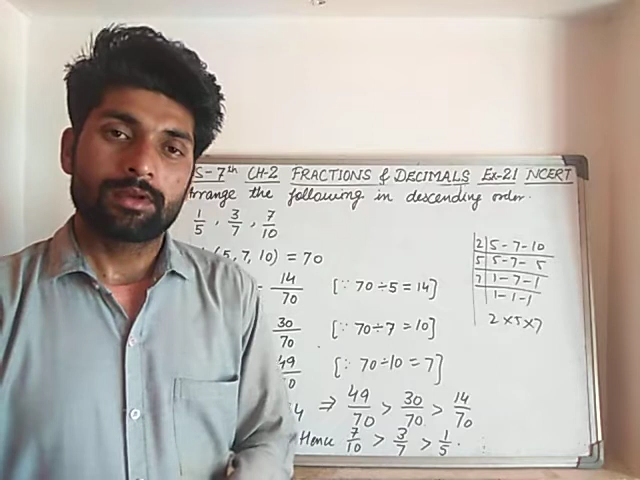 S-7th CH-2 FRACTIONS & DECIMALS Ex-2.1 NCERT
Arrange the following in descending order.
1/5 , 3/7 , 7/10
(5, 7, 10) = 70
= 14/70 [∵ 70÷5 = 14]
30/70 [∵ 70÷7 = 10]
49/70 [∵ 70÷10 = 7]
⇒ 49/70 > 30/70 > 14/70
Hence 7/10 > 3/7 > 1/5 .
2 | 5 - 7 - 10
5 | 5 - 7 - 5
7 | 1 - 7 - 1
| 1 - 1 - 1
2 × 5 × 7